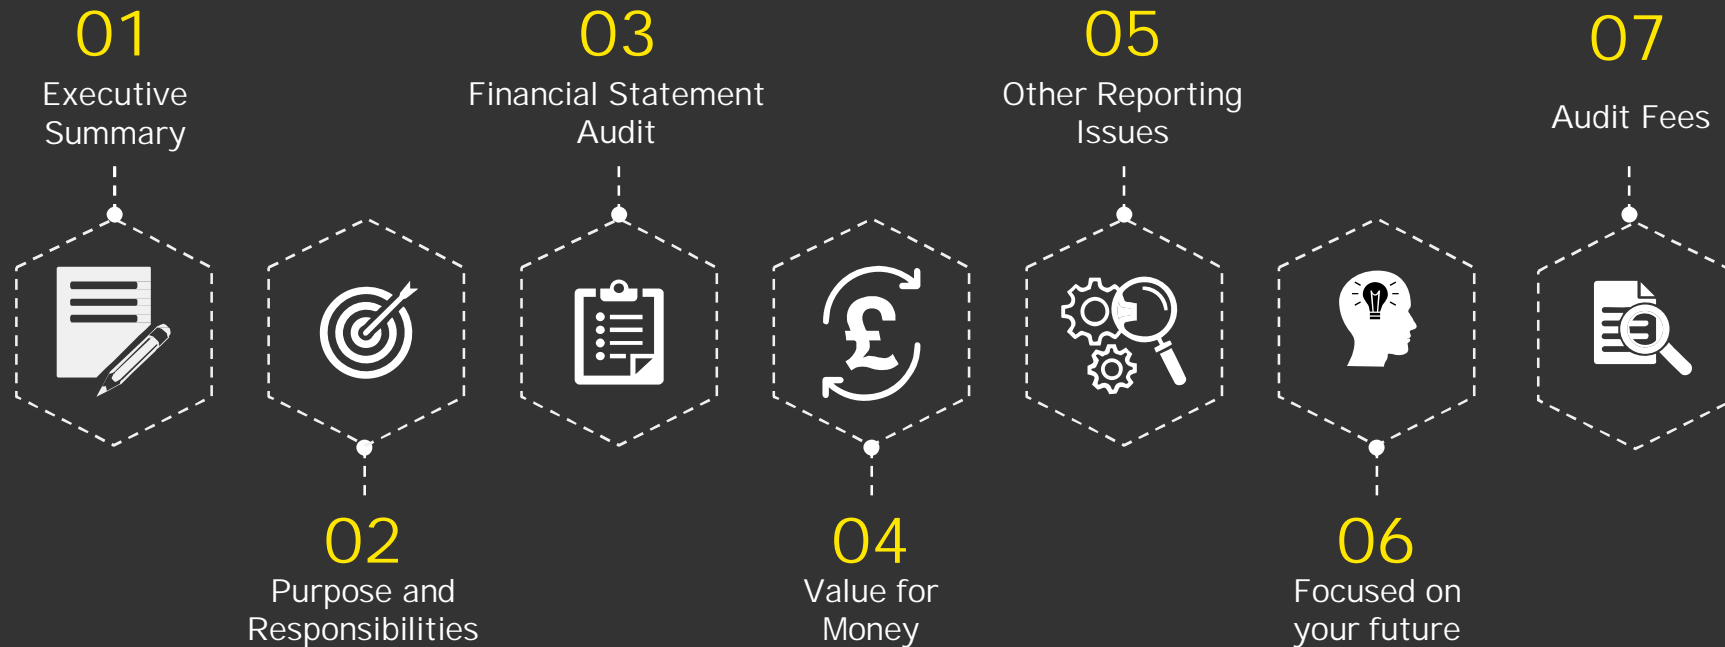 01
Executive
Summary
02
Purpose and
Responsibilities
03
Financial Statement
Audit
04
Value for
Money
05
Other Reporting
Issues
06
Focused on
your future
07
Audit Fees